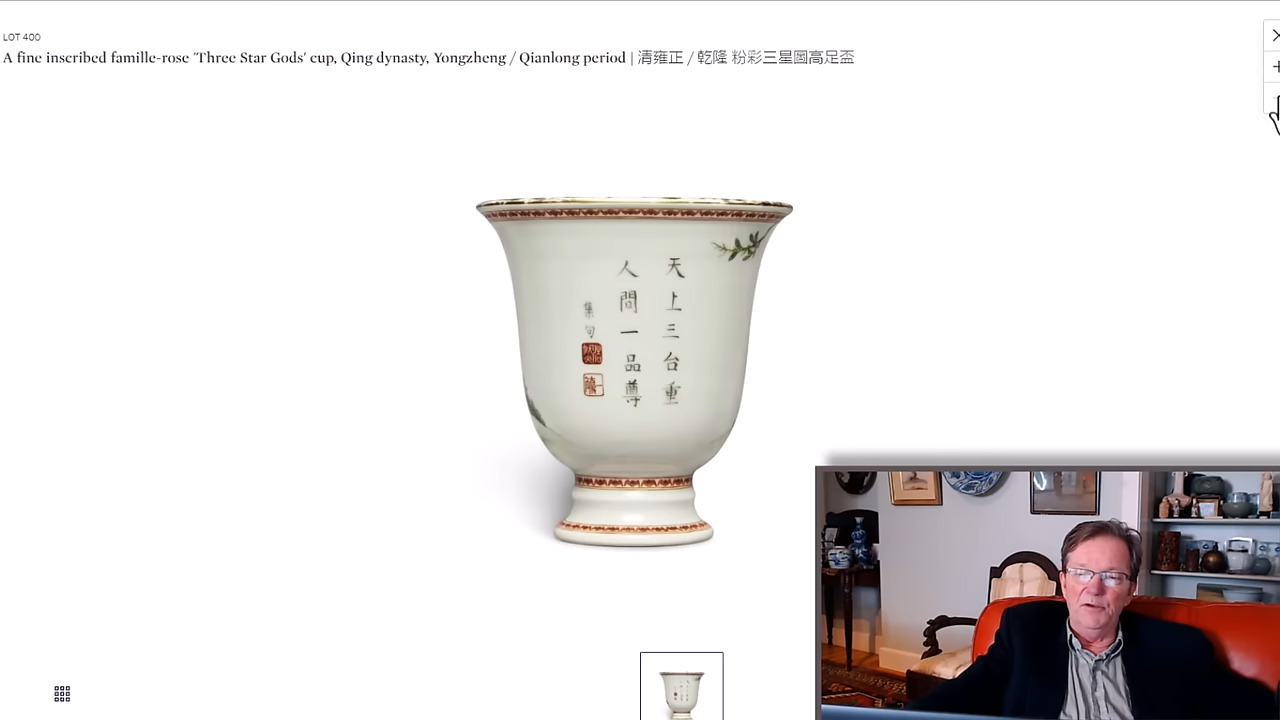 LOT 400
A fine inscribed famille-rose 'Three Star Gods' cup, Qing dynasty, Yongzheng / Qianlong period | 清雍正 / 乾隆 粉彩三星圖高足盃
天上三台重
人間一品尊
集句